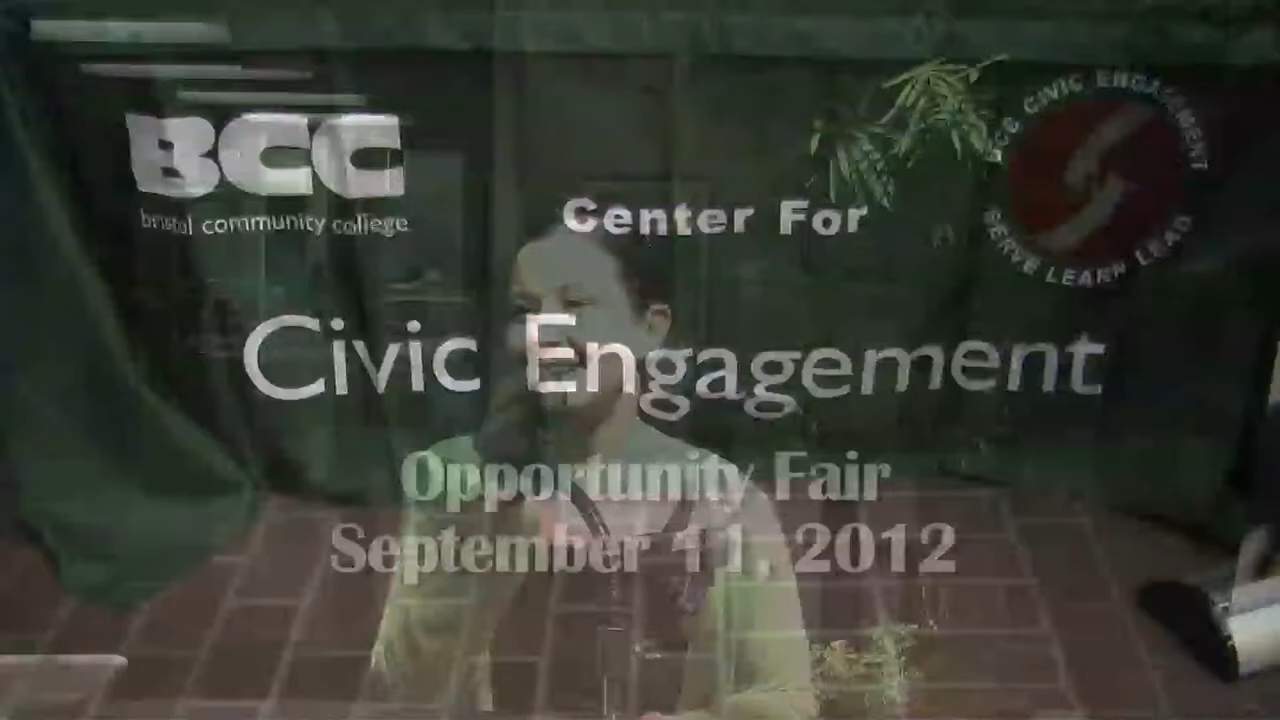 BCC
bristol community college
BCC CIVIC ENGAGEMENT
SERVE LEARN LEAD
Center For
Civic Engagement
Opportunity Fair
September 11, 2012